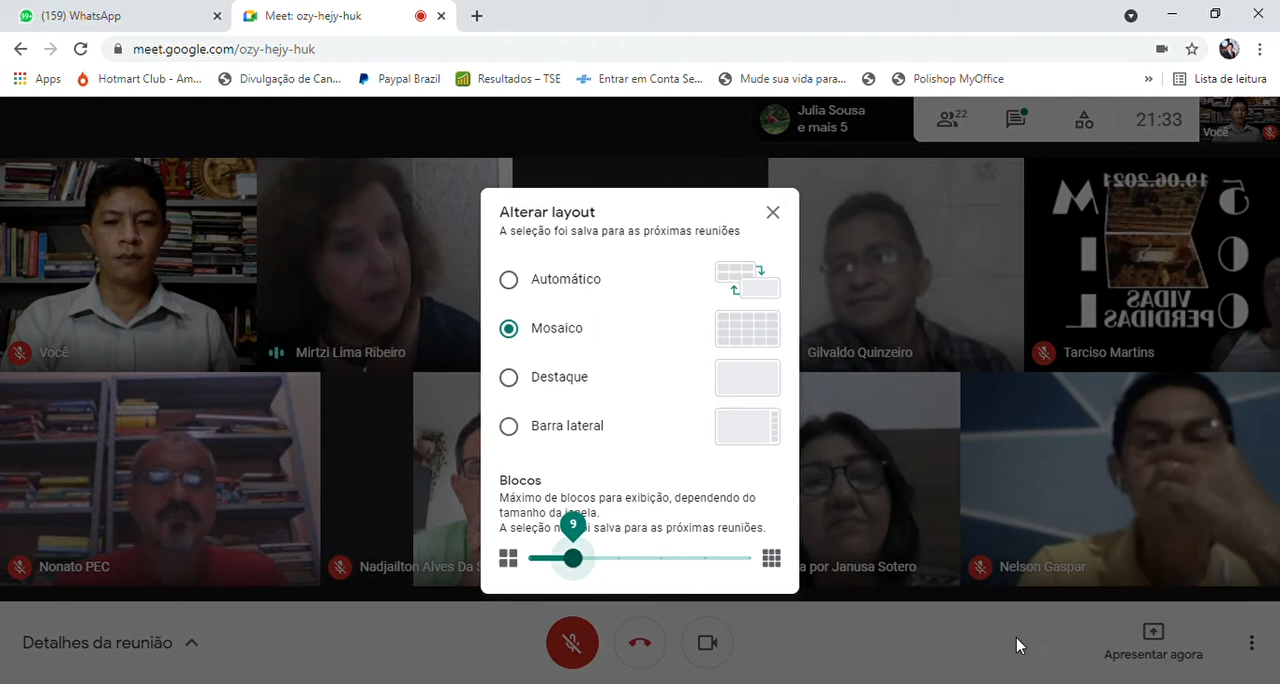 (159) WhatsApp
Meet: ozy-hejy-huk
meet.google.com/ozy-hejy-huk
Apps
Hotmart Club - Am...
Divulgação de Can...
Paypal Brazil
Resultados – TSE
Entrar em Conta Se...
Mude sua vida para...
Polishop MyOffice
»
Lista de leitura
Julia Sousa
e mais 5
22
21:33
Você
19.06.2021
5OO
MIL
VIDAS
PERDIDAS
Alterar layout
A seleção foi salva para as próximas reuniões
Automático
Mosaico
Destaque
Barra lateral
Blocos
Máximo de blocos para exibição, dependendo do
tamanho da
A seleção foi salva para as próximas reuniões.
9
Você
Mirtzi Lima Ribeiro
Gilvaldo Quinzeiro
Tarciso Martins
Nonato PEC
Nadjailton Alves Da
a por Janusa Sotero
Nelson Gaspar
Detalhes da reunião
Apresentar agora